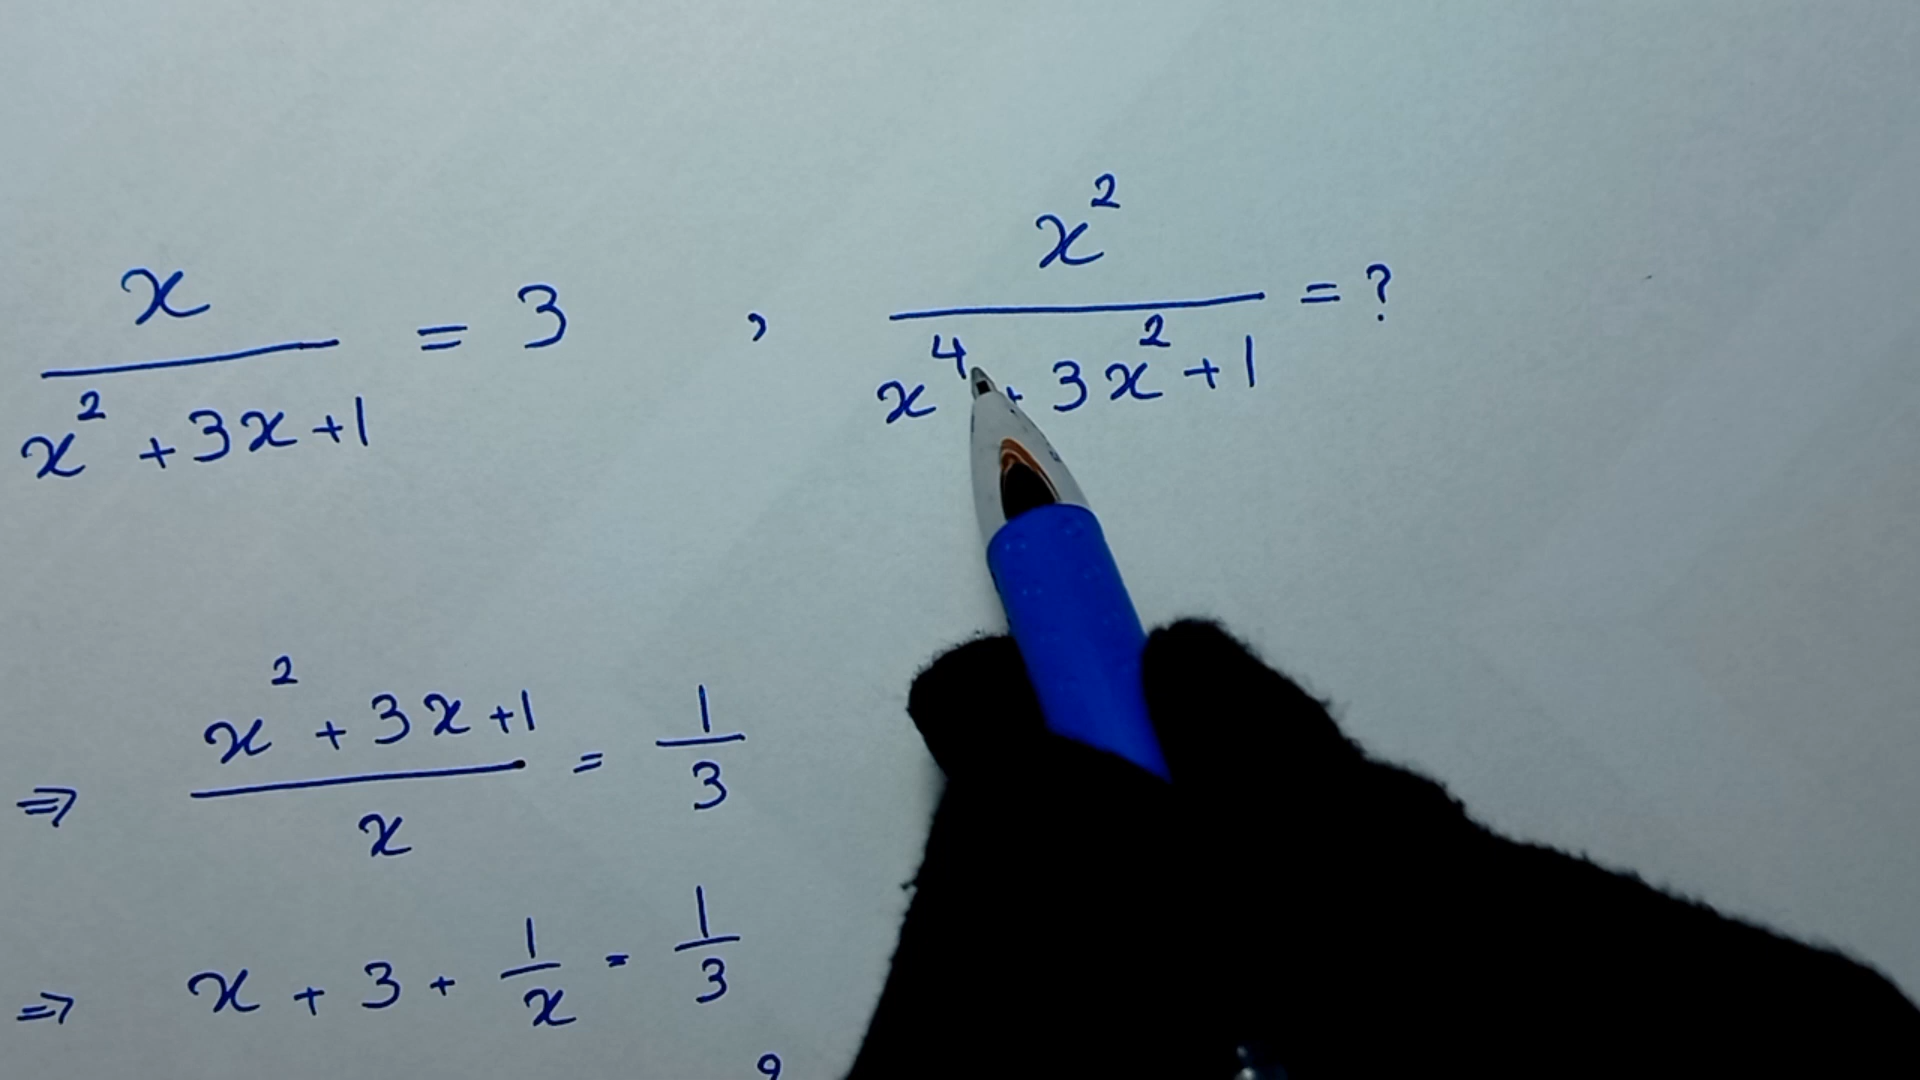 x/(x² + 3x + 1) = 3 , x²/(x⁴ + 3x² + 1) = ?
⇒ (x² + 3x + 1)/x = 1/3
⇒ x + 3 + 1/x = 1/3